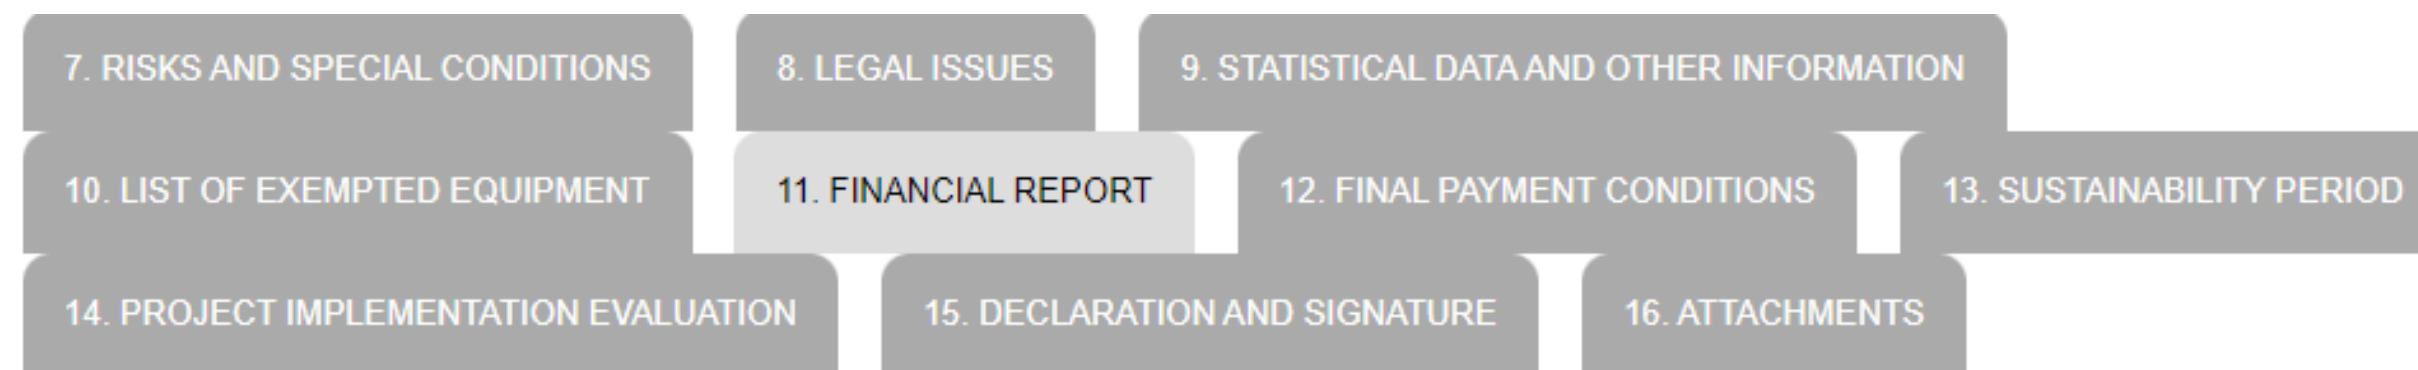 7. RISKS AND SPECIAL CONDITIONS 8. LEGAL ISSUES 9. STATISTICAL DATA AND OTHER INFORMATION
10. LIST OF EXEMPTED EQUIPMENT 11. FINANCIAL REPORT 12. FINAL PAYMENT CONDITIONS 13. SUSTAINABILITY PERIOD
14. PROJECT IMPLEMENTATION EVALUATION 15. DECLARATION AND SIGNATURE 16. ATTACHMENTS